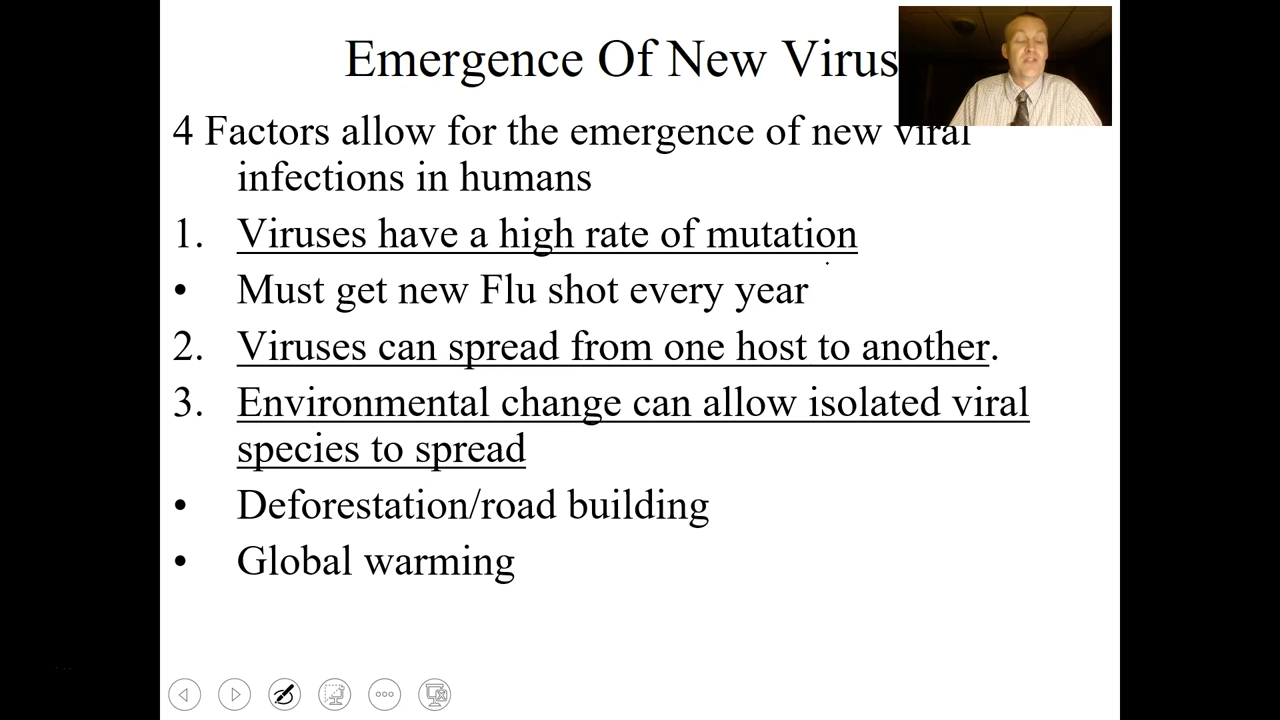 Emergence Of New Virus
4 Factors allow for the emergence of new viral
infections in humans
1. Viruses have a high rate of mutation
• Must get new Flu shot every year
2. Viruses can spread from one host to another.
3. Environmental change can allow isolated viral
species to spread
• Deforestation/road building
• Global warming